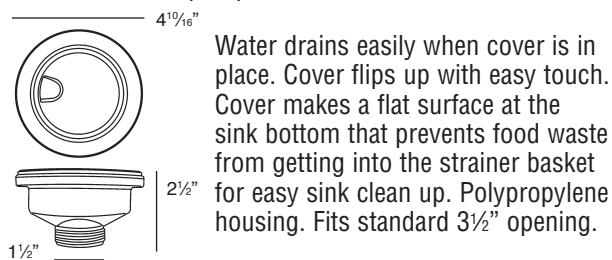 4¹⁰⁄₁₆”
Water drains easily when cover is in
place. Cover flips up with easy touch.
Cover makes a flat surface at the
sink bottom that prevents food waste
from getting into the strainer basket
for easy sink clean up. Polypropylene
housing. Fits standard 3½” opening.
2½”
1½”